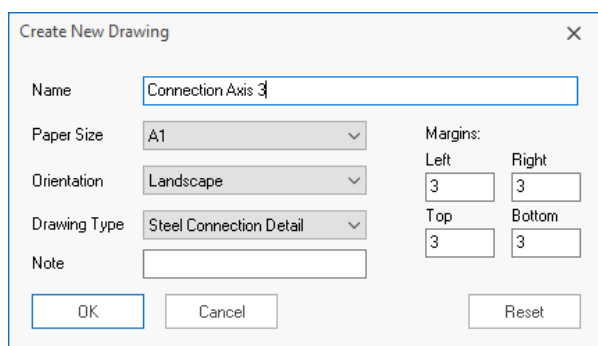 Create New Drawing
Name
Connection Axis 3
Paper Size
A1
Orientation
Landscape
Drawing Type
Steel Connection Detail
Note
Margins:
Left Right
3 3
Top Bottom
3 3
OK Cancel Reset